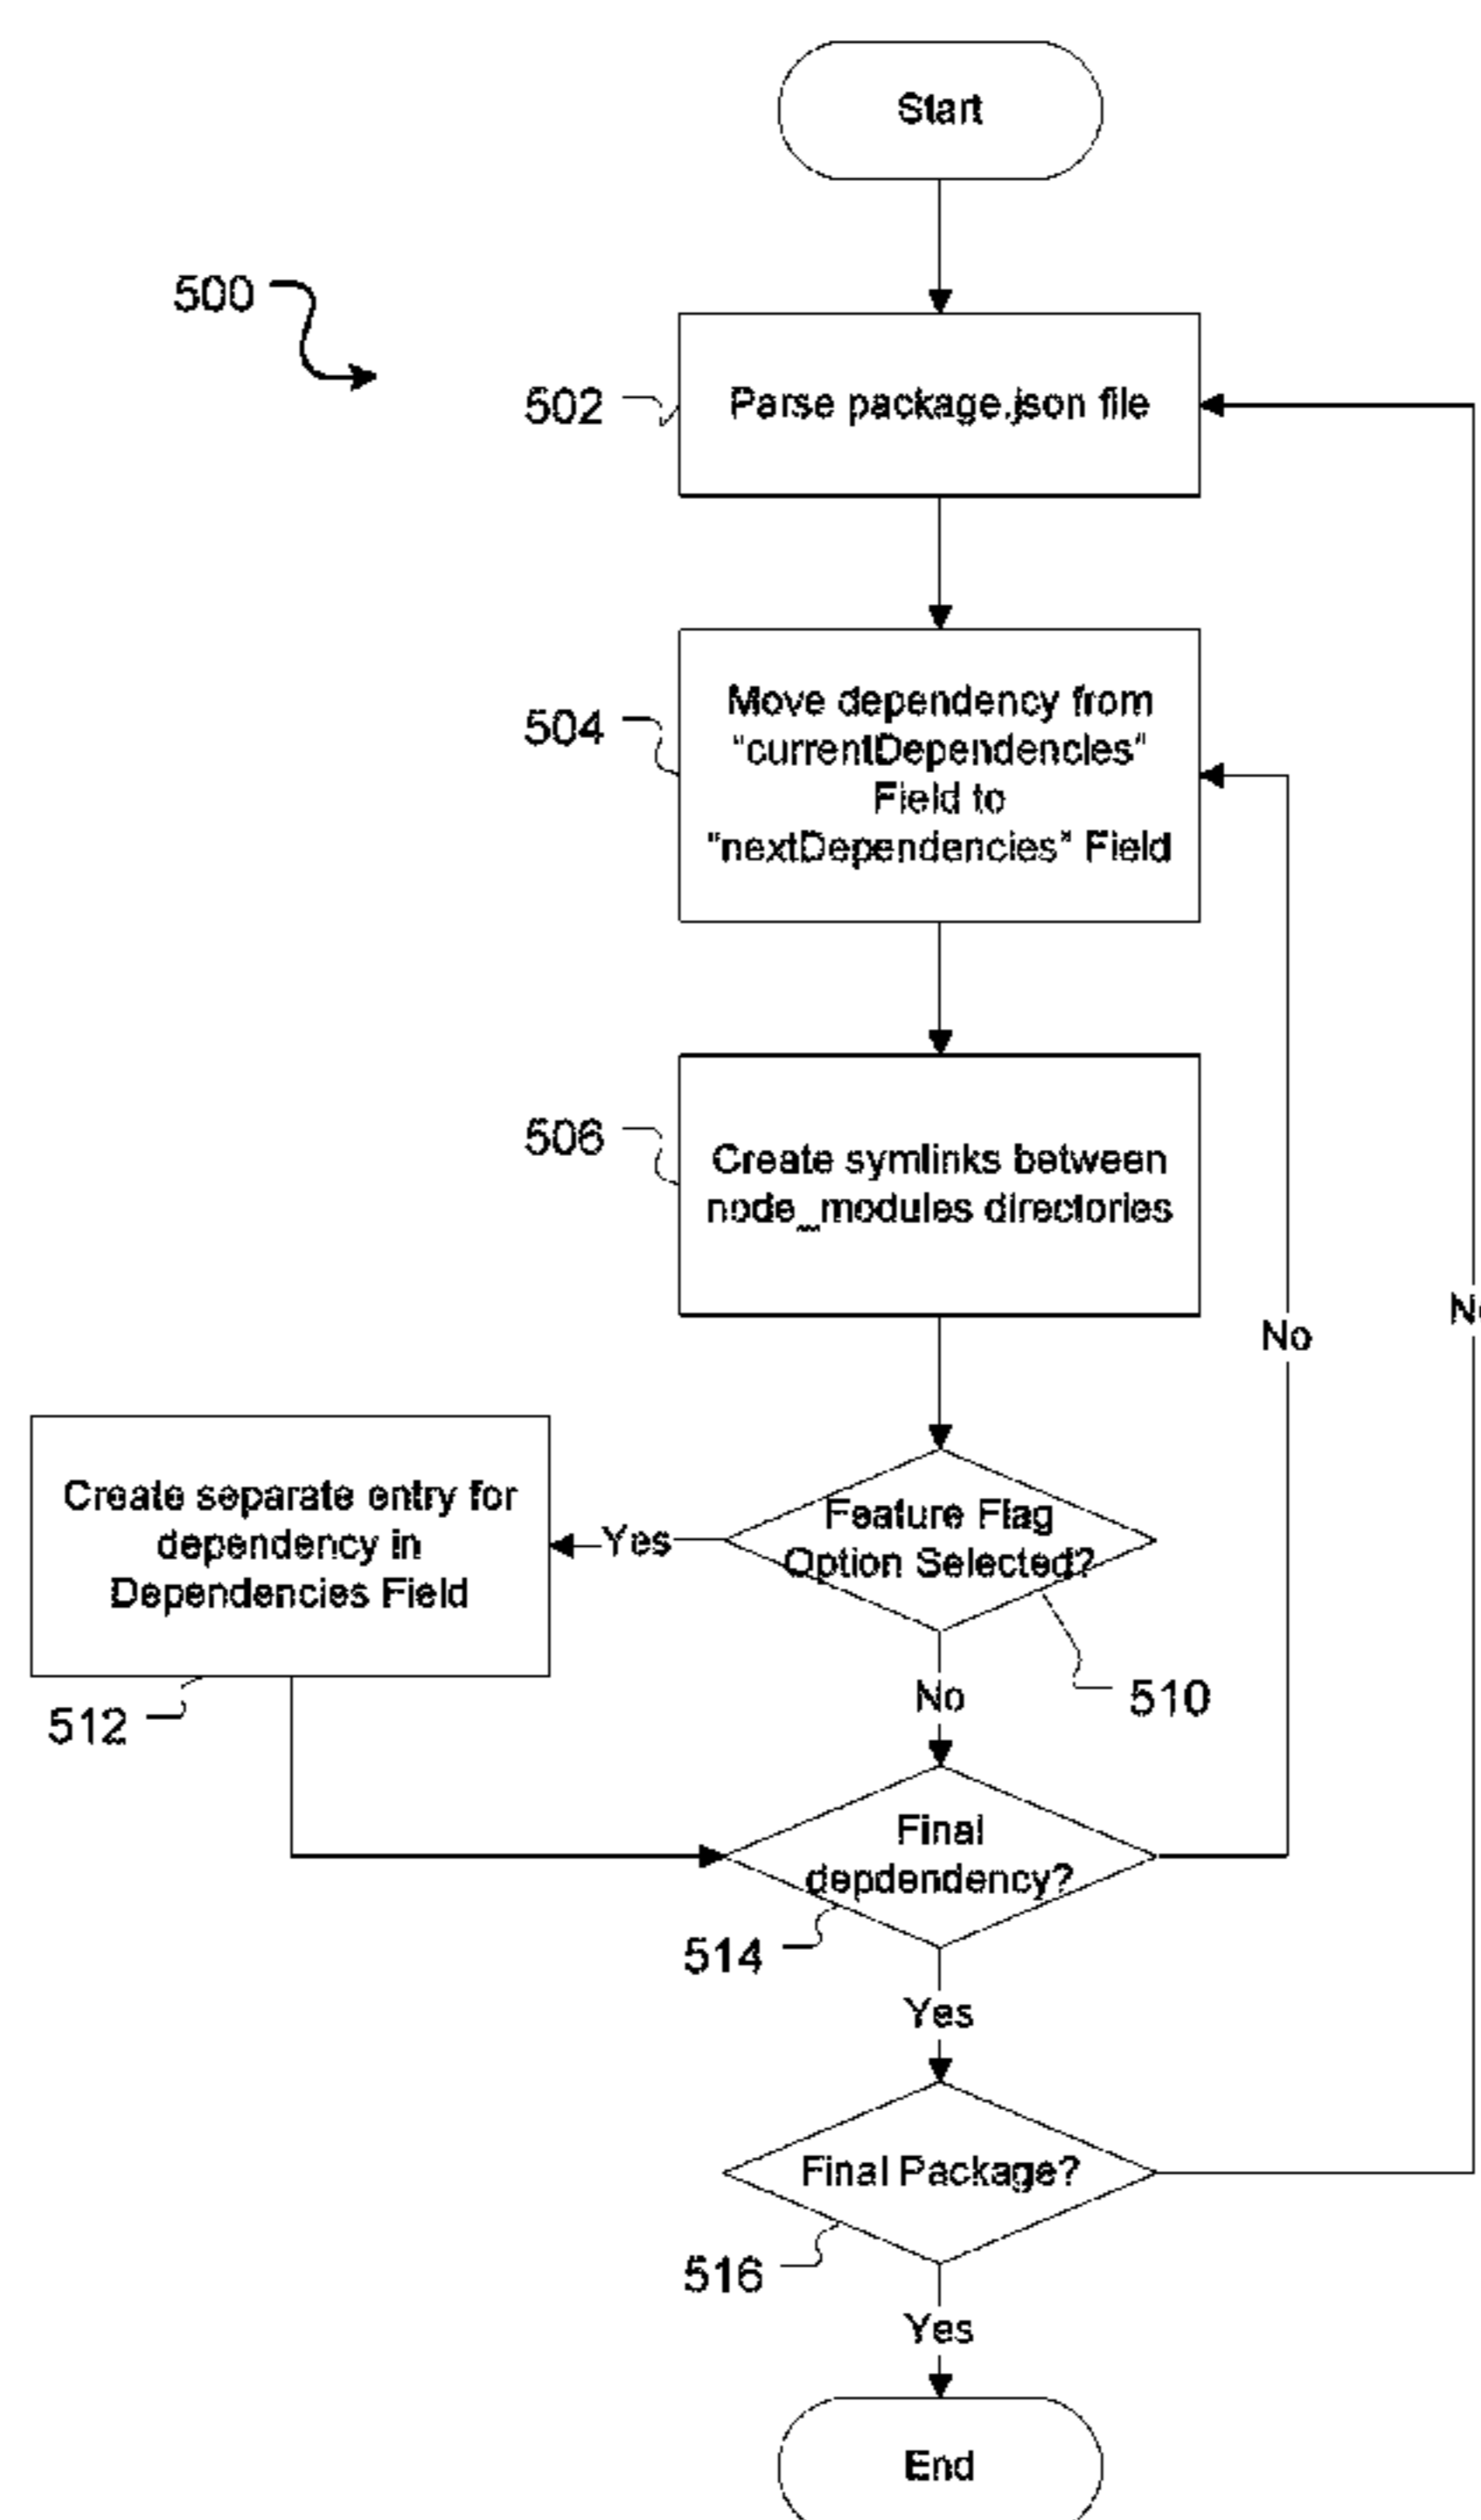 Start
500
502
Parse package.json file
504
Move dependency from
"currentDependencies"
Field to
"nextDependencies" Field
506
Create symlinks between
node_modules directories
No
Create separate entry for
dependency in
Dependencies Field
Yes
Feature Flag
Option Selected?
512
No
510
Final
depdendency?
514
Yes
Final Package?
516
Yes
End